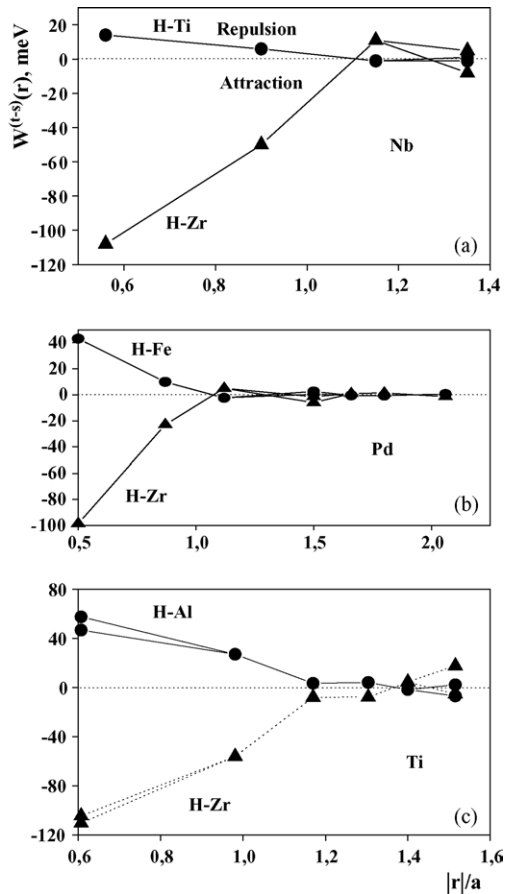 W(t-s)(r), meV
20
0
-20
-40
-60
-80
-100
-120
H-Ti
Repulsion
Attraction
Nb
H-Zr
(a)
0,6 0,8 1,0 1,2 1,4
40
20
0
-20
-40
-60
-80
-100
H-Fe
Pd
H-Zr
(b)
0,5 1,0 1,5 2,0
80
40
0
-40
-80
-120
H-Al
Ti
H-Zr
(c)
0,6 0,8 1,0 1,2 1,4 1,6
|r|/a